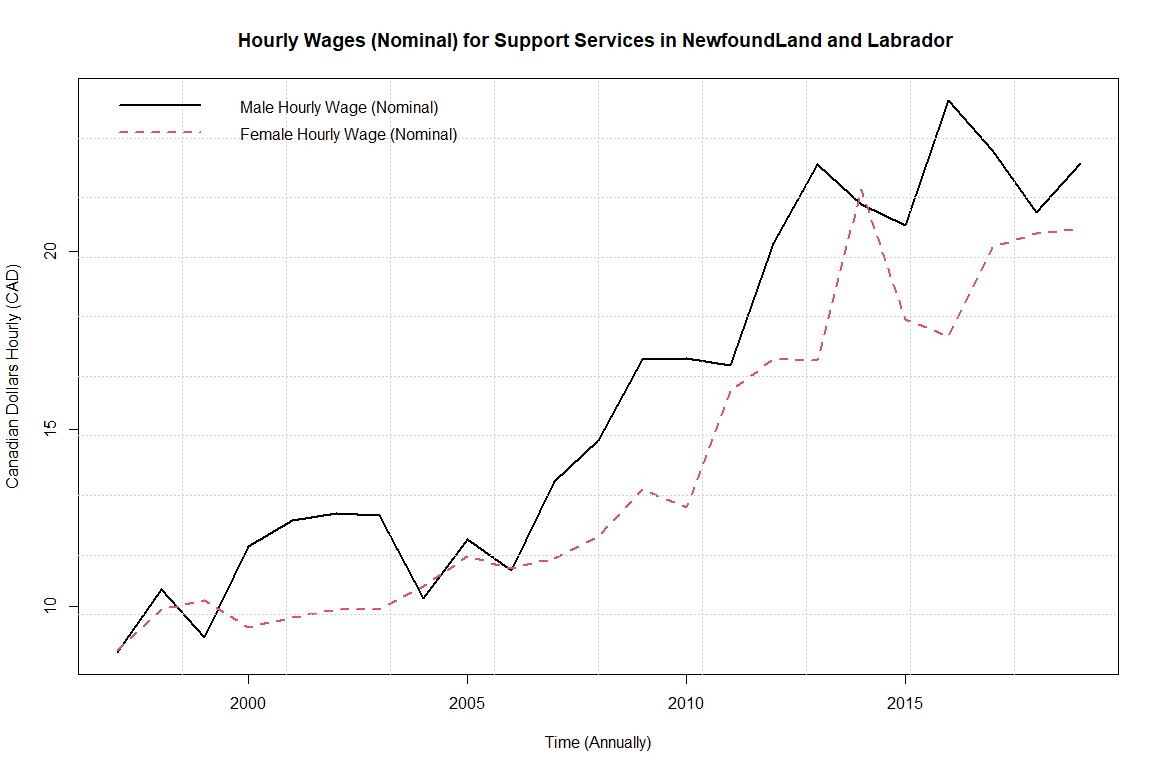 Hourly Wages (Nominal) for Support Services in NewfoundLand and Labrador
Male Hourly Wage (Nominal)
Female Hourly Wage (Nominal)
Canadian Dollars Hourly (CAD)
20
15
10
2000
2005
2010
2015
Time (Annually)